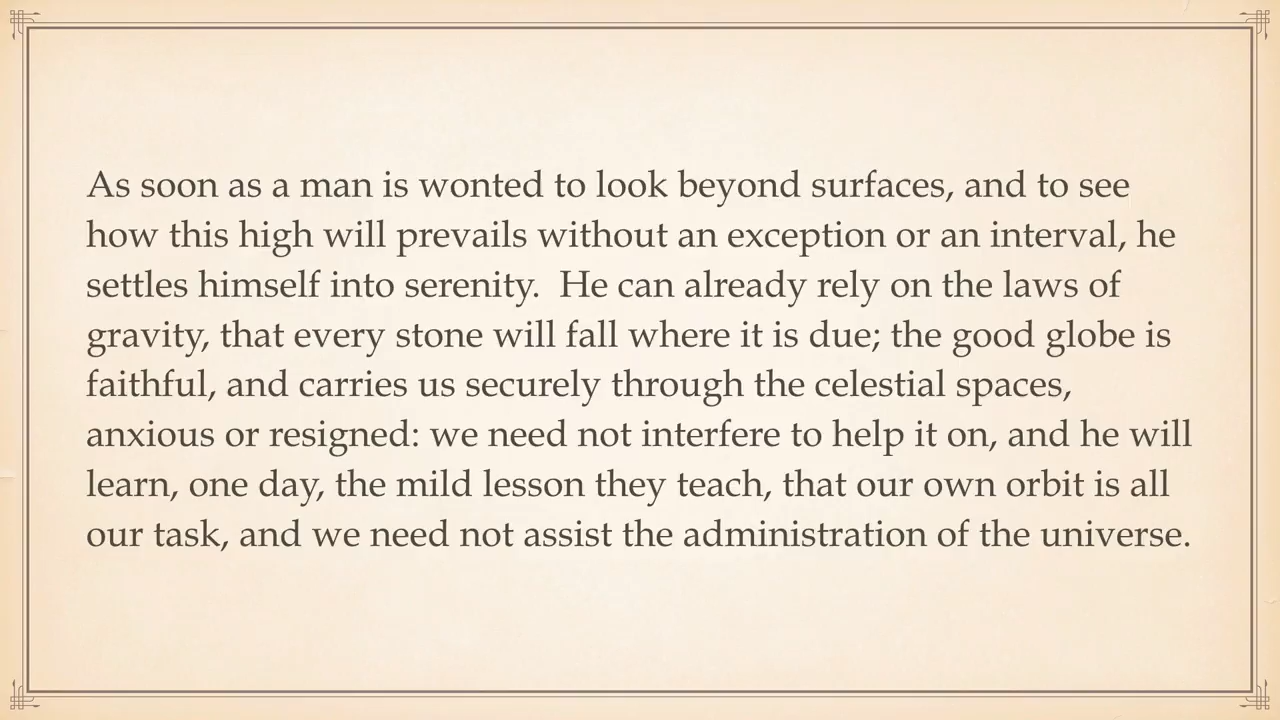 As soon as a man is wonted to look beyond surfaces, and to see
how this high will prevails without an exception or an interval, he
settles himself into serenity.  He can already rely on the laws of
gravity, that every stone will fall where it is due; the good globe is
faithful, and carries us securely through the celestial spaces,
anxious or resigned: we need not interfere to help it on, and he will
learn, one day, the mild lesson they teach, that our own orbit is all
our task, and we need not assist the administration of the universe.